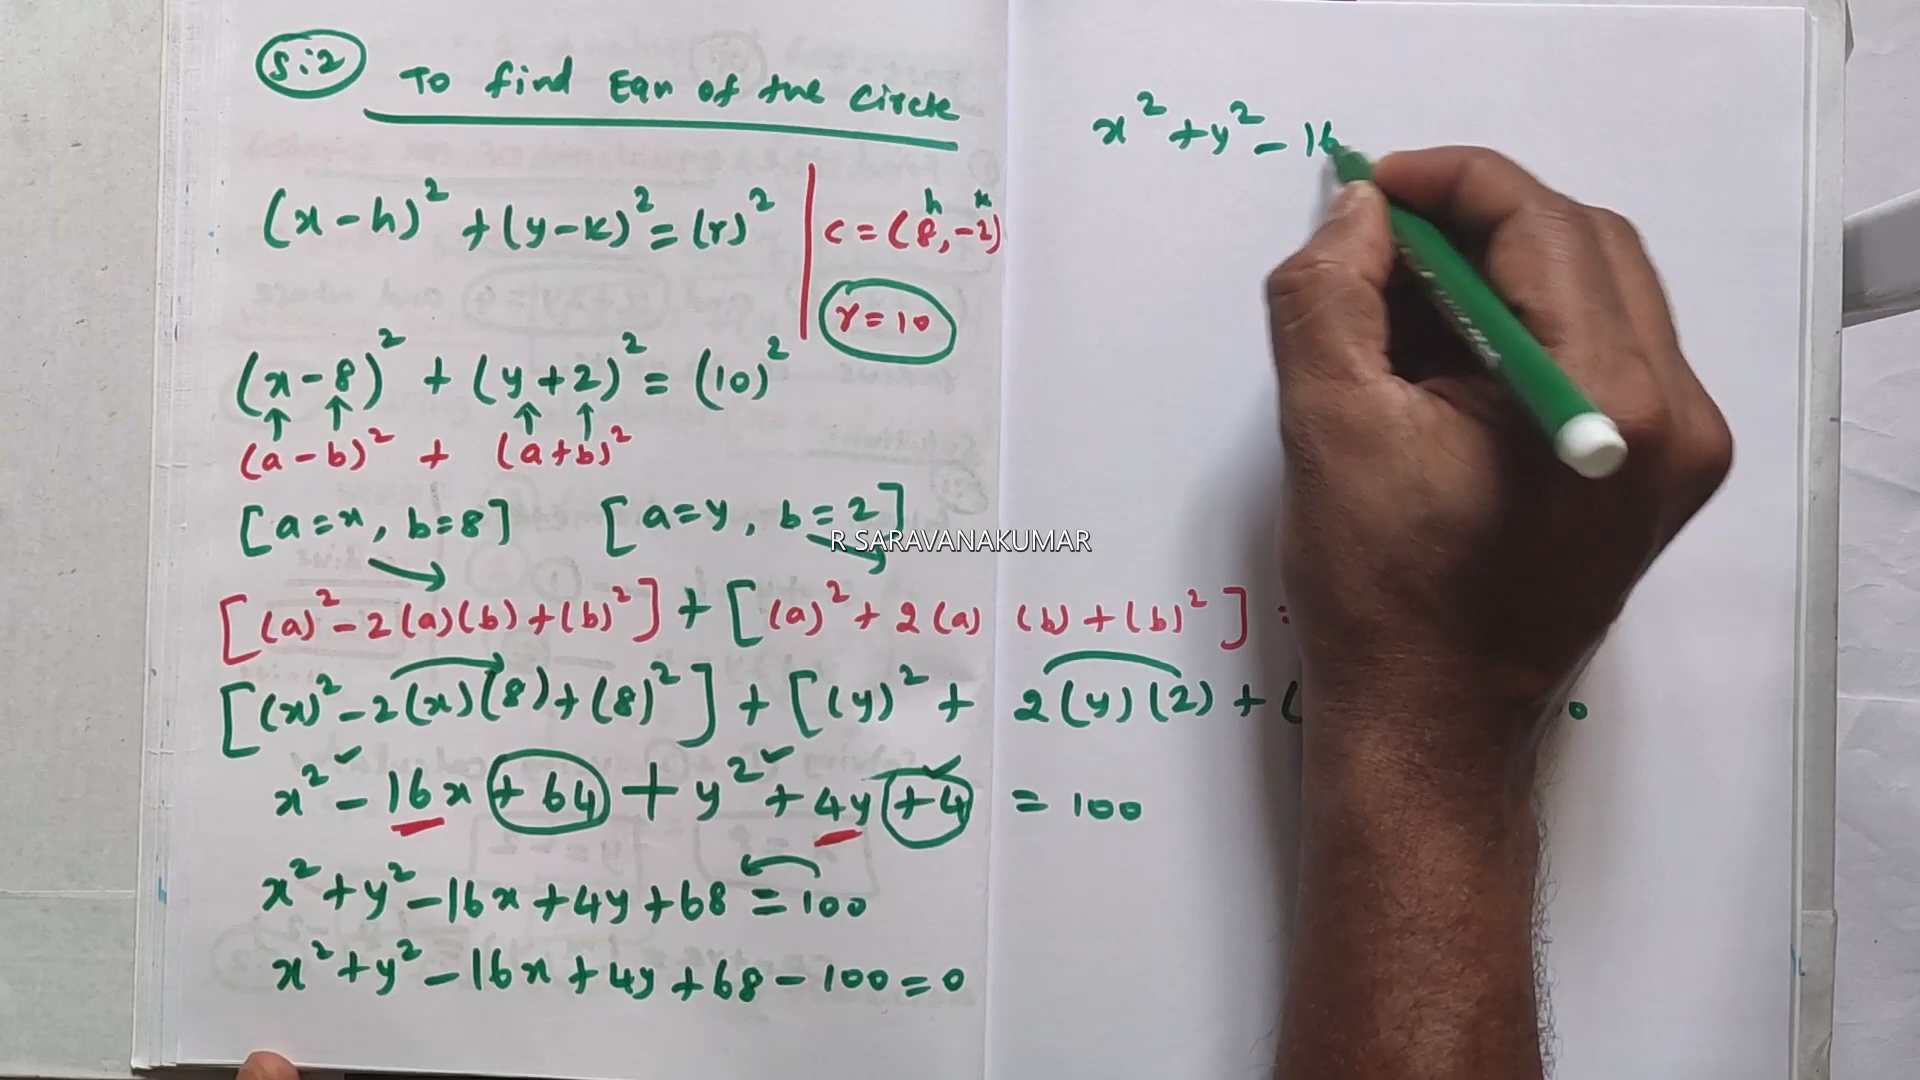 S:2 To find Eqn of the circle
(x-h)² + (y-k)² = (r)²
h k
C = (8, -2)
r = 10
(x-8)² + (y+2)² = (10)²
(a-b)² + (a+b)²
[a=x, b=8] [a=y, b=2]
R SARAVANAKUMAR
[(a)² - 2(a)(b) + (b)²] + [(a)² + 2(a) (b) + (b)²]
[(x)² - 2(x)(8) + (8)²] + [(y)² + 2(y)(2) + (
x² - 16x + 64 + y² + 4y + 4 = 100
x² + y² - 16x + 4y + 68 = 100
x² + y² - 16x + 4y + 68 - 100 = 0
x² + y² - 16